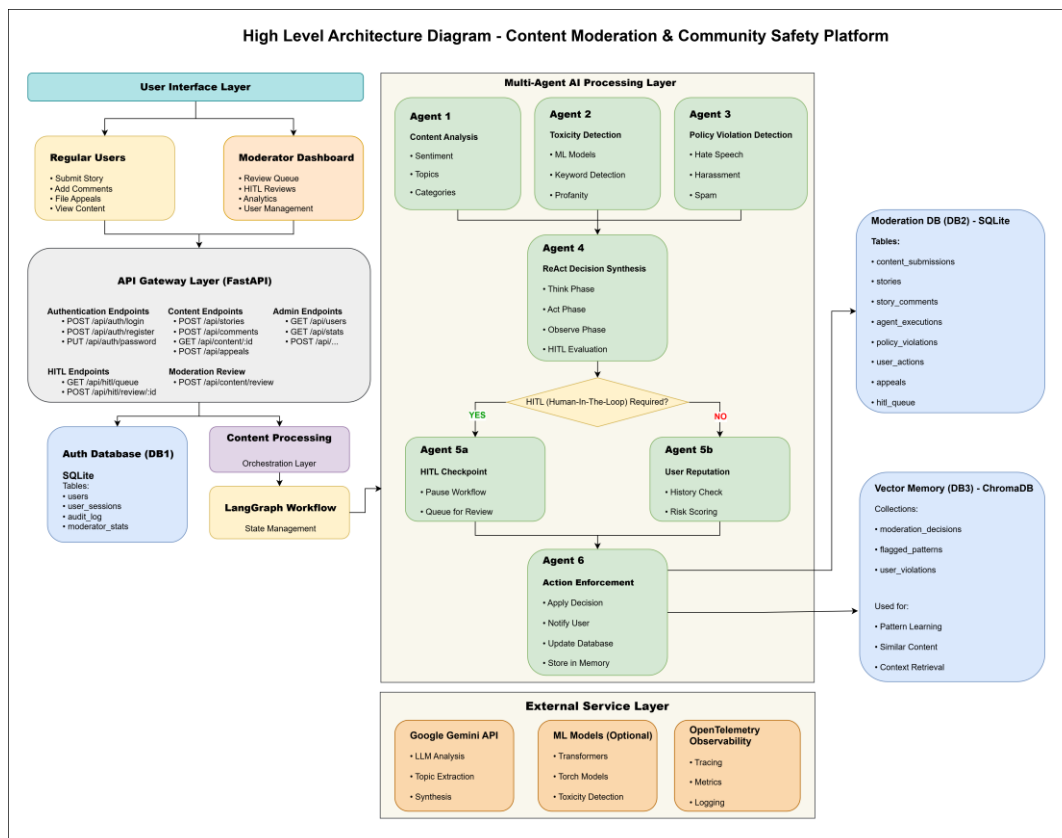 High Level Architecture Diagram - Content Moderation & Community Safety Platform
User Interface Layer
Regular Users
• Submit Story
• Add Comments
• File Appeals
• View Content
Moderator Dashboard
• Review Queue
• HITL Reviews
• Analytics
• User Management
API Gateway Layer (FastAPI)
Authentication Endpoints
• POST /api/auth/login
• POST /api/auth/register
• PUT /api/auth/password
Content Endpoints
• POST /api/stories
• POST /api/comments
• GET /api/content/:id
• POST /api/appeals
Admin Endpoints
• GET /api/users
• GET /api/stats
• POST /api/...
HITL Endpoints
• GET /api/hitl/queue
• POST /api/hitl/review/:id
Moderation Review
• POST /api/content/review
Auth Database (DB1)
SQLite
Tables:
• users
• user_sessions
• audit_log
• moderator_stats
Content Processing
Orchestration Layer
LangGraph Workflow
State Management
Multi-Agent AI Processing Layer
Agent 1
Content Analysis
• Sentiment
• Topics
• Categories
Agent 2
Toxicity Detection
• ML Models
• Keyword Detection
• Profanity
Agent 3
Policy Violation Detection
• Hate Speech
• Harassment
• Spam
Agent 4
ReAct Decision Synthesis
• Think Phase
• Act Phase
• Observe Phase
• HITL Evaluation
HITL (Human-In-The-Loop) Required?
YES
NO
Agent 5a
HITL Checkpoint
• Pause Workflow
• Queue for Review
Agent 5b
User Reputation
• History Check
• Risk Scoring
Agent 6
Action Enforcement
• Apply Decision
• Notify User
• Update Database
• Store in Memory
Moderation DB (DB2) - SQLite
Tables:
• content_submissions
• stories
• story_comments
• agent_executions
• policy_violations
• user_actions
• appeals
• hitl_queue
Vector Memory (DB3) - ChromaDB
Collections:
• moderation_decisions
• flagged_patterns
• user_violations
Used for:
• Pattern Learning
• Similar Content
• Context Retrieval
External Service Layer
Google Gemini API
• LLM Analysis
• Topic Extraction
• Synthesis
ML Models (Optional)
• Transformers
• Torch Models
• Toxicity Detection
OpenTelemetry
Observability
• Tracing
• Metrics
• Logging